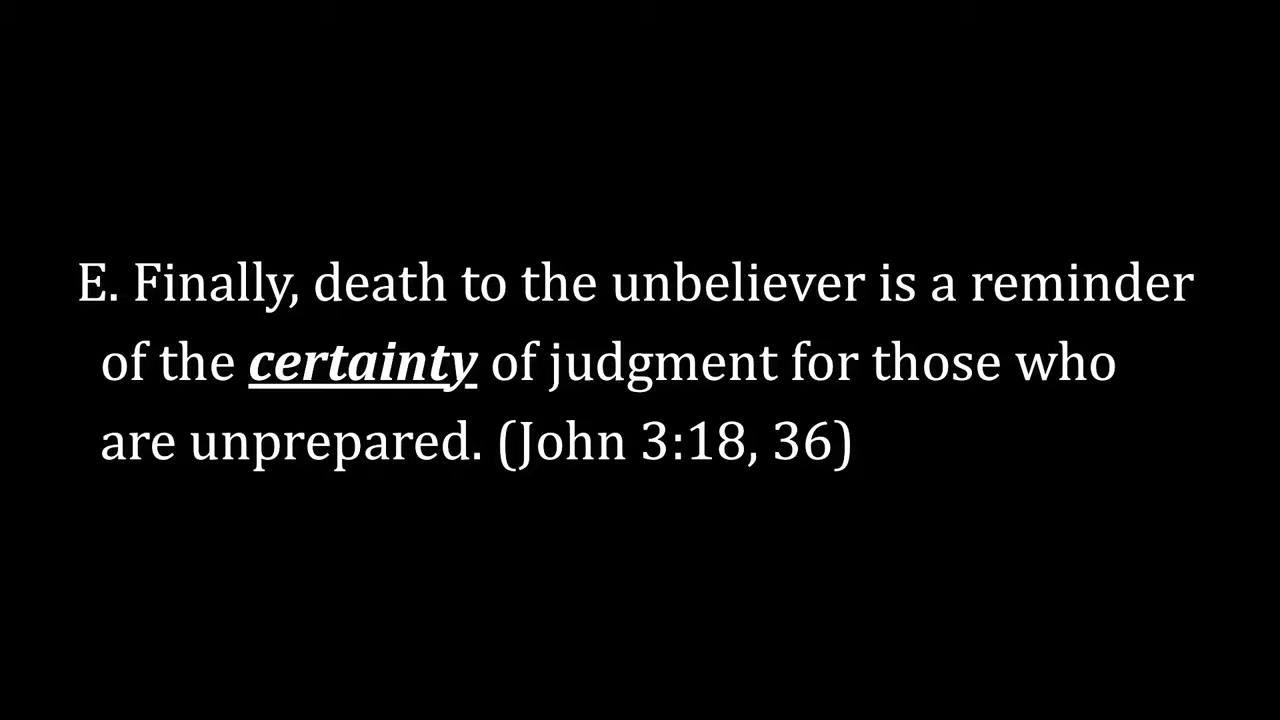 E. Finally, death to the unbeliever is a reminder
of the certainty of judgment for those who
are unprepared. (John 3:18, 36)